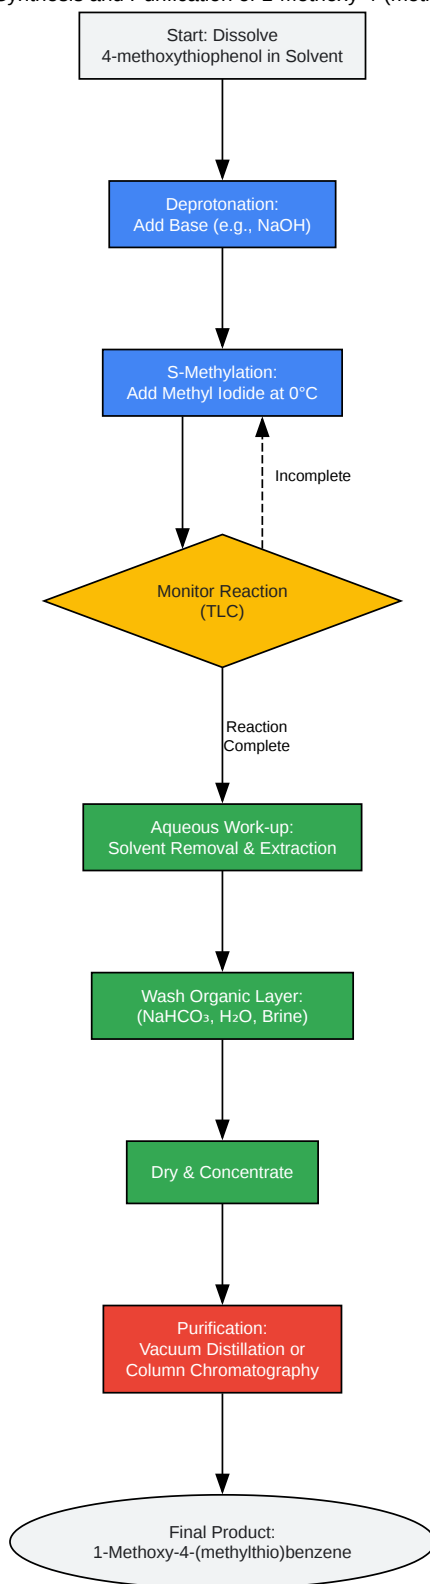 Start: Dissolve
4-methoxythiophenol in Solvent
Deprotonation:
Add Base (e.g., NaOH)
S-Methylation:
Add Methyl Iodide at 0°C
Incomplete
Monitor Reaction
(TLC)
Reaction
Complete
Aqueous Work-up:
Solvent Removal & Extraction
Wash Organic Layer:
(NaHCO₃, H₂O, Brine)
Dry & Concentrate
Purification:
Vacuum Distillation or
Column Chromatography
Final Product:
1-Methoxy-4-(methylthio)benzene